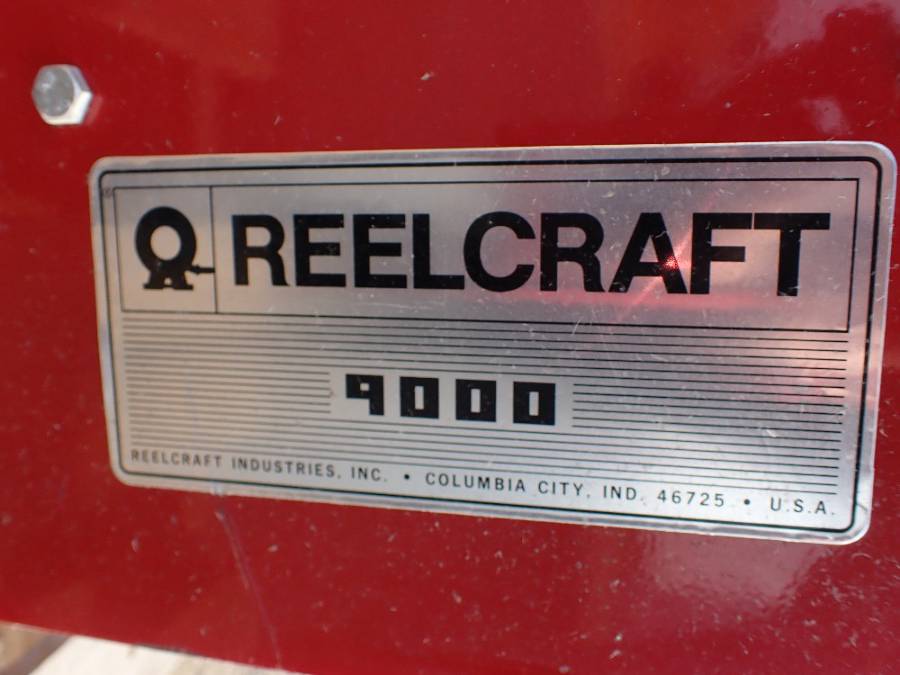 REELCRAFT
9000
REELCRAFT INDUSTRIES, INC. • COLUMBIA CITY, IND. 46725 • U.S.A.